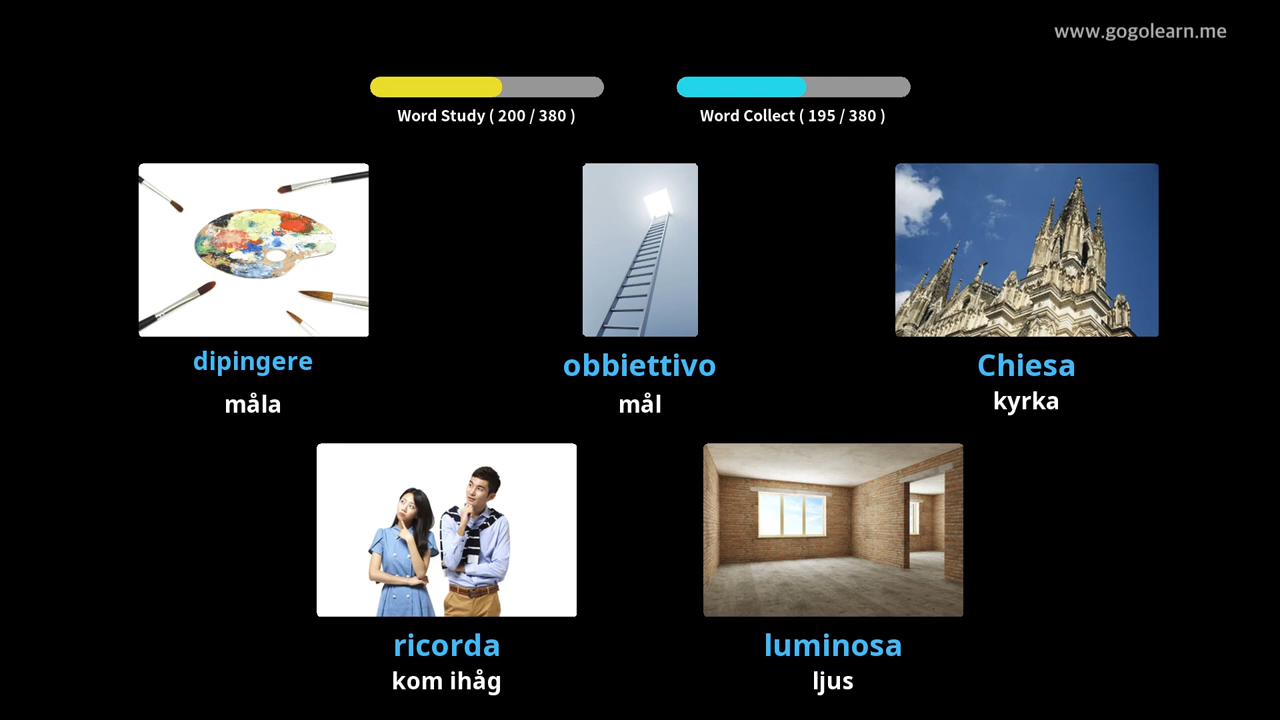 www.gogolearn.me
Word Study ( 200 / 380 )
Word Collect ( 195 / 380 )
dipingere
måla
obbiettivo
mål
Chiesa
kyrka
ricorda
kom ihåg
luminosa
ljus